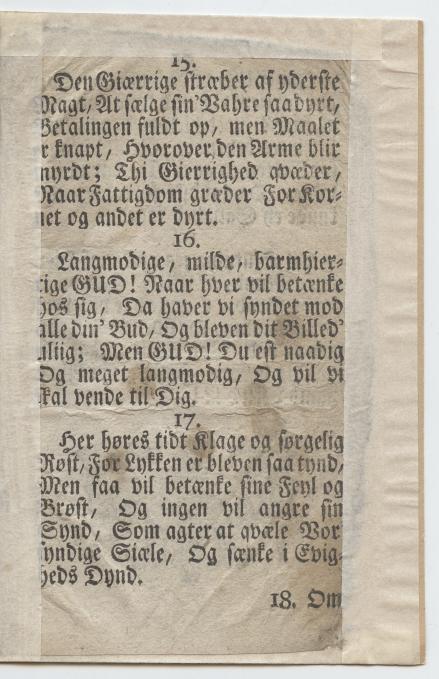 15.
Den Giærrige stræber af yderste
Magt, At sælge sin' Vahre saa dyrt,
Betalingen fuldt op, men Maalet
r knapt, Hvorover den Arme blir
myrdt; Thi Gierrighed qvæder,
Naar Fattigdom græder For Kor-
net og andet er dyrt.
16.
Langmodige, milde, barmhier-
tige GUD! Naar hver vil betænke
hos sig, Da haver vi syndet mod
alle din' Bud, Og bleven dit Billed'
uliig; Men GUD! Du est naadig
Og meget langmodig, Og vil vi
skal vende til Dig.
17.
Her høres tidt Klage og sørgelig
Røst, For Lykken er bleven saa tynd,
Men faa vil betænke sine Feyl og
Brøst, Og ingen vil angre sin
Synd, Som agter at qvæle Vor
syndige Siæle, Og sænke i Evig-
heds Dynd.
18. Om